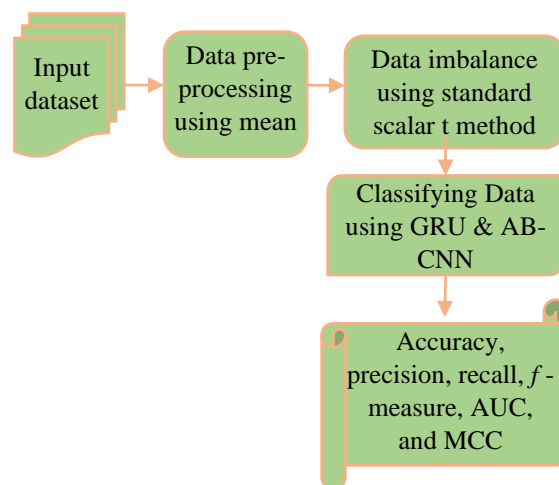 Input
dataset
Data pre-
processing
using mean
Data imbalance
using standard
scalar t method
Classifying Data
using GRU & AB-
CNN
Accuracy,
precision, recall, f -
measure, AUC,
and MCC